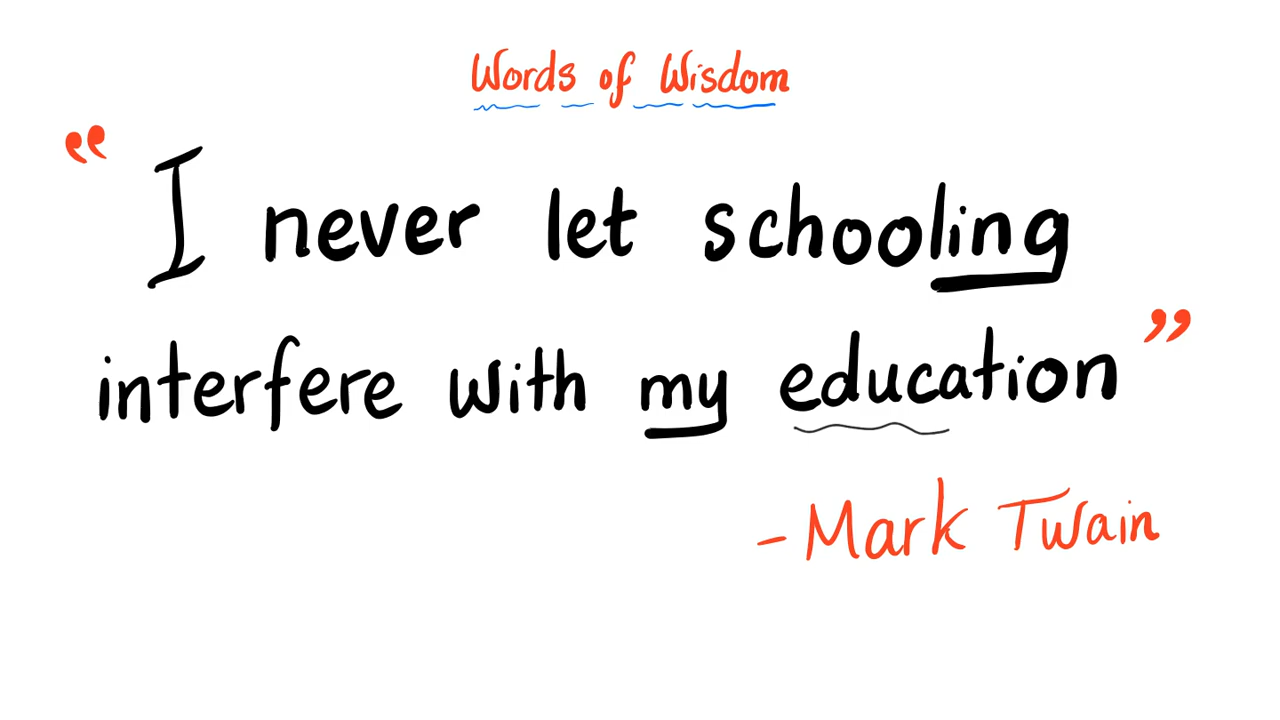 Words of Wisdom
“ I never let schooling
interfere with my education ”
- Mark Twain